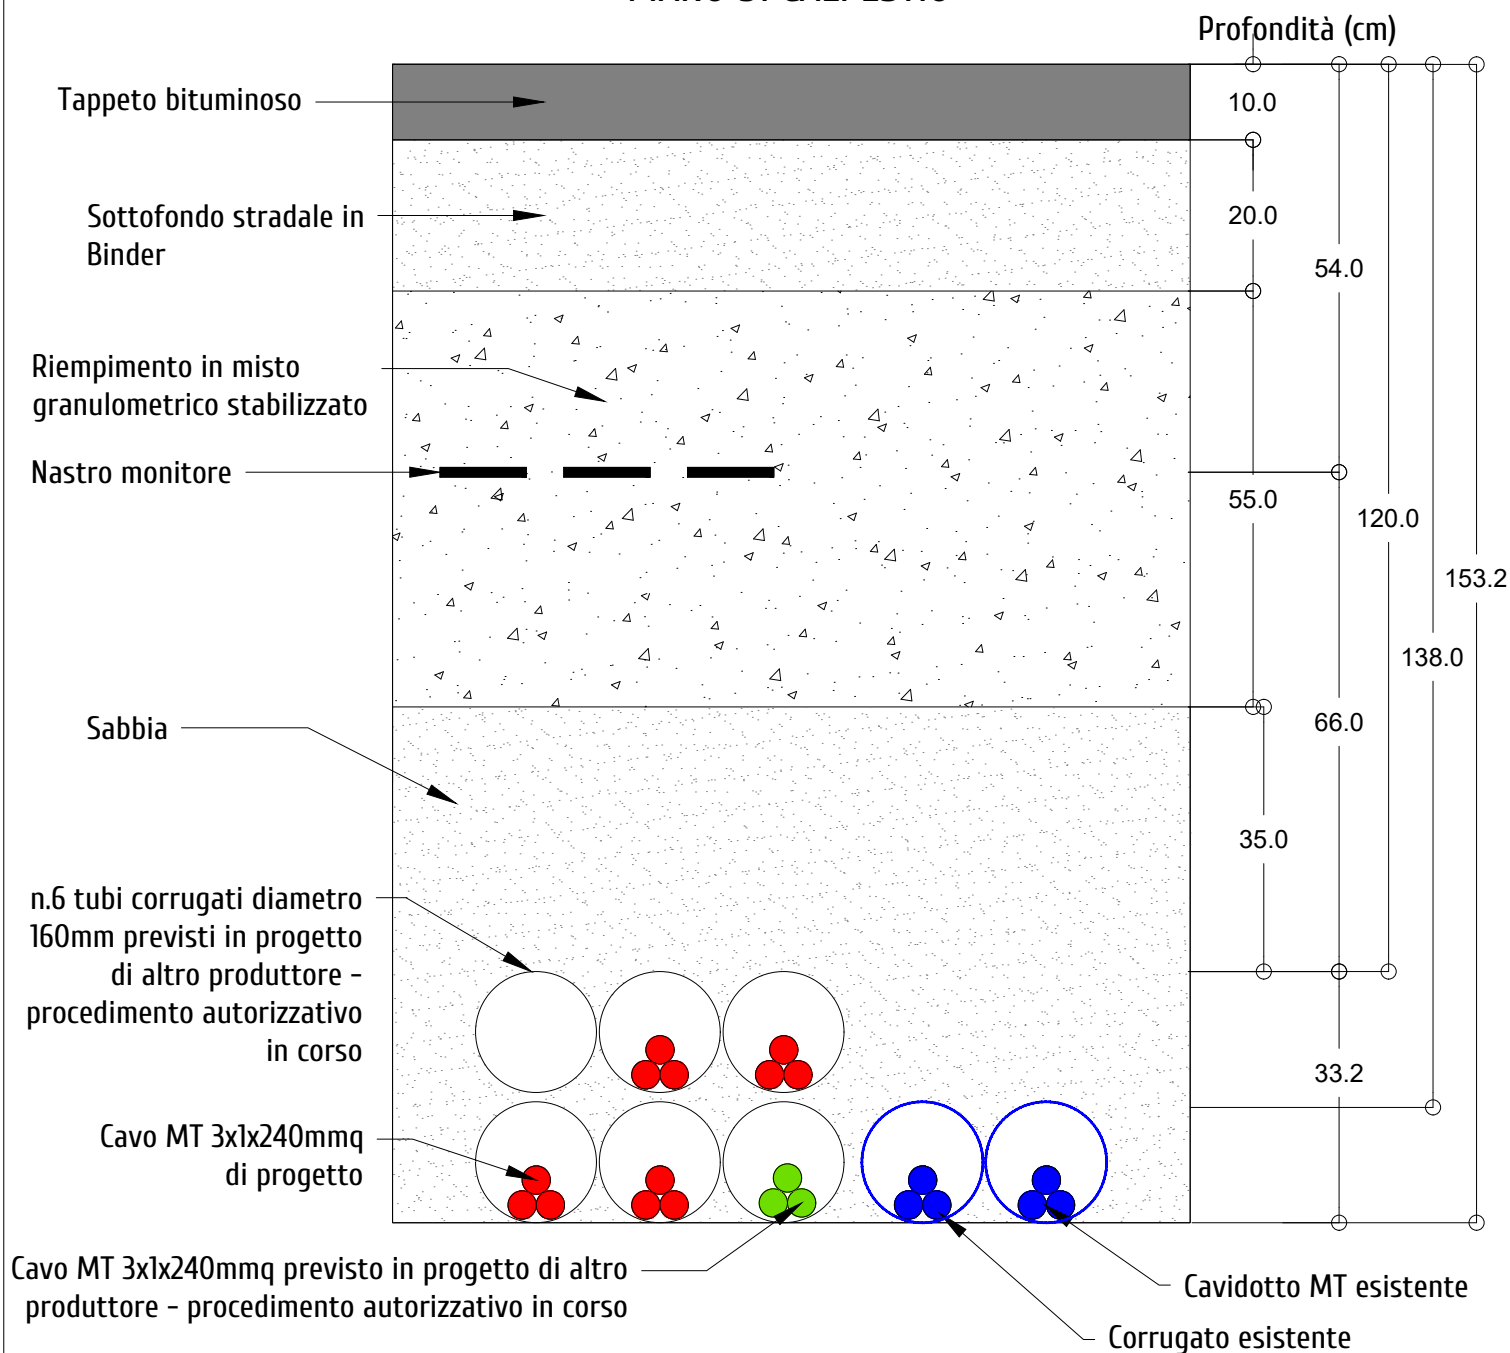 Profondità (cm)
Tappeto bituminoso
10.0
Sottofondo stradale in
Binder
20.0
54.0
Riempimento in misto
granulometrico stabilizzato
Nastro monitore
55.0
120.0
153.2
138.0
Sabbia
66.0
35.0
n.6 tubi corrugati diametro
160mm previsti in progetto
di altro produttore -
procedimento autorizzativo
in corso
33.2
Cavo MT 3x1x240mmq
di progetto
Cavo MT 3x1x240mmq previsto in progetto di altro
produttore - procedimento autorizzativo in corso
Cavidotto MT esistente
Corrugato esistente